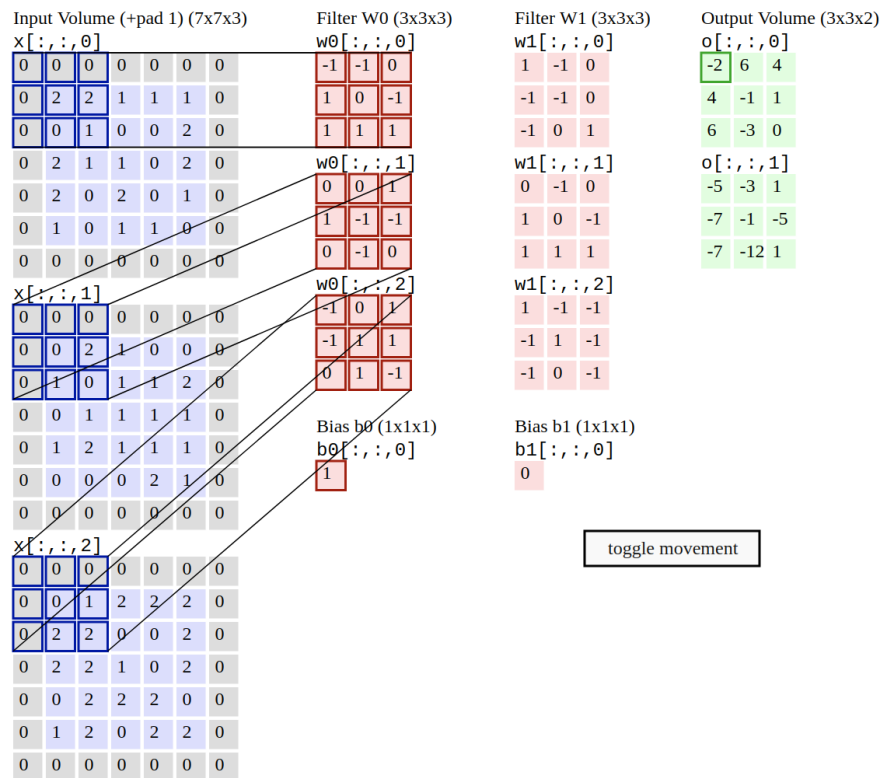 Input Volume (+pad 1) (7x7x3)
x[:,:,0]
0 0 0 0 0 0 0
0 2 2 1 1 1 0
0 0 1 0 0 2 0
0 2 1 1 0 2 0
0 2 0 2 0 1 0
0 1 0 1 1 0 0
0 0 0 0 0 0 0
x[:,:,1]
0 0 0 0 0 0 0
0 0 2 1 0 0 0
0 1 0 1 1 2 0
0 0 1 1 1 1 0
0 1 2 1 1 1 0
0 0 0 0 2 1 0
0 0 0 0 0 0 0
x[:,:,2]
0 0 0 0 0 0 0
0 0 1 2 2 2 0
0 2 2 0 0 2 0
0 2 2 1 0 2 0
0 0 2 2 2 0 0
0 1 2 0 2 2 0
0 0 0 0 0 0 0
Filter W0 (3x3x3)
w0[:,:,0]
-1 -1 0
1 0 -1
1 1 1
w0[:,:,1]
0 0 1
1 -1 -1
0 -1 0
w0[:,:,2]
-1 0 1
-1 1 1
0 1 -1
Bias b0 (1x1x1)
b0[:,:,0]
1
Filter W1 (3x3x3)
w1[:,:,0]
1 -1 0
-1 -1 0
-1 0 1
w1[:,:,1]
0 -1 0
1 0 -1
1 1 1
w1[:,:,2]
1 -1 -1
-1 1 -1
-1 0 -1
Bias b1 (1x1x1)
b1[:,:,0]
0
Output Volume (3x3x2)
o[:,:,0]
-2 6 4
4 -1 1
6 -3 0
o[:,:,1]
-5 -3 1
-7 -1 -5
-7 -12 1
toggle movement